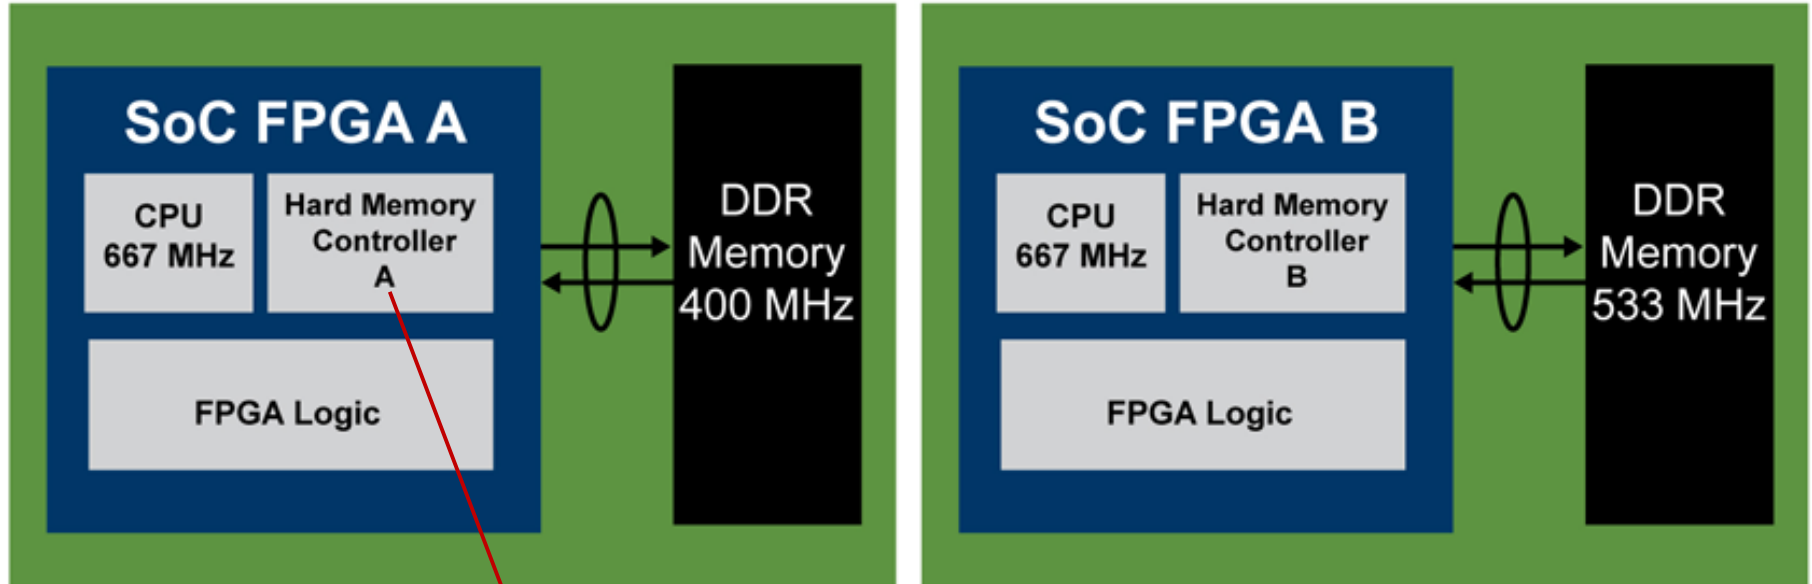 SoC FPGA A
CPU
667 MHz
Hard Memory
Controller
A
FPGA Logic
DDR
Memory
400 MHz
SoC FPGA B
CPU
667 MHz
Hard Memory
Controller
B
FPGA Logic
DDR
Memory
533 MHz